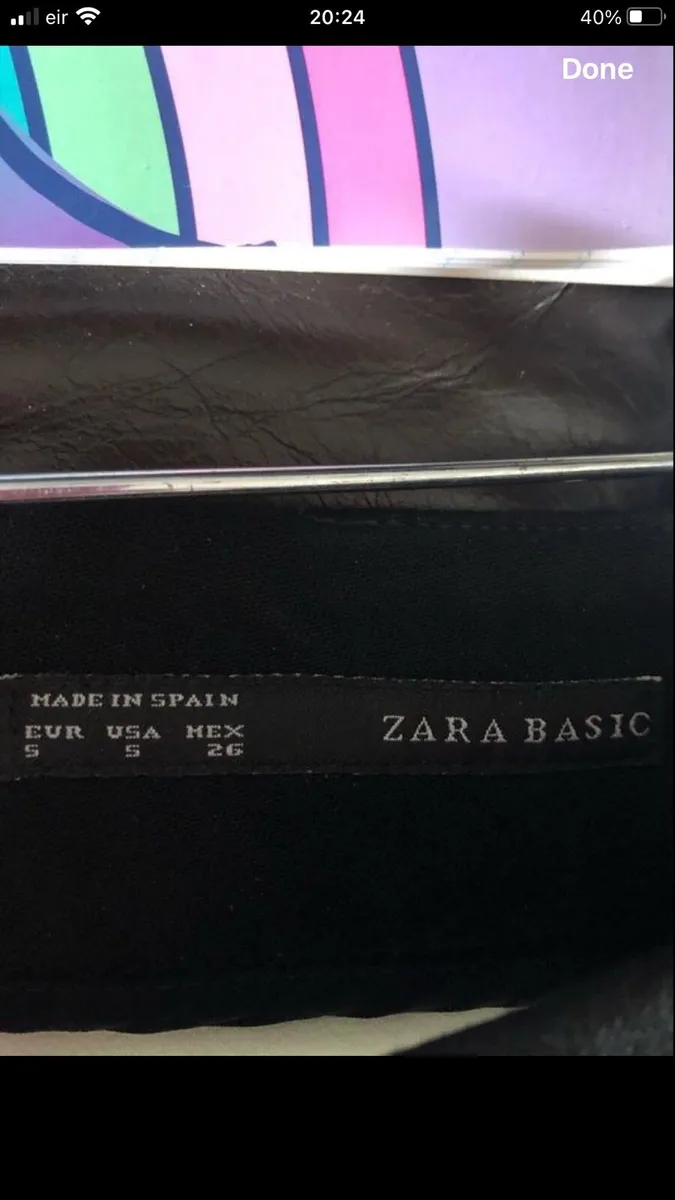 eir 20:24 40%
Done
MADE IN SPAIN
EUR USA MEX
S S 26
ZARA BASIC